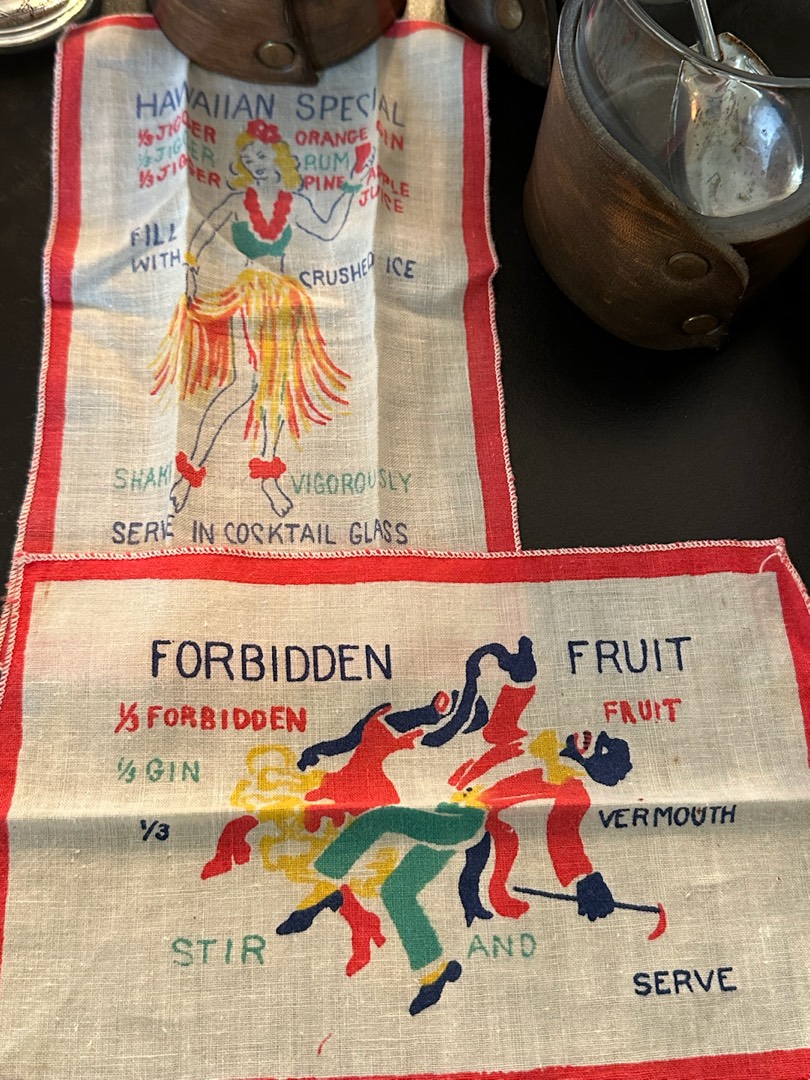 HAWAIIAN SPECIAL
⅓ JIGGER ORANGE GIN
⅓ JIGGER RUM
⅓ JIGGER PINEAPPLE
JUICE
FILL
WITH CRUSHED ICE
SHAKE VIGOROUSLY
SERVE IN COCKTAIL GLASS
FORBIDDEN FRUIT
⅓ FORBIDDEN FRUIT
⅓ GIN
⅓ VERMOUTH
STIR AND
SERVE